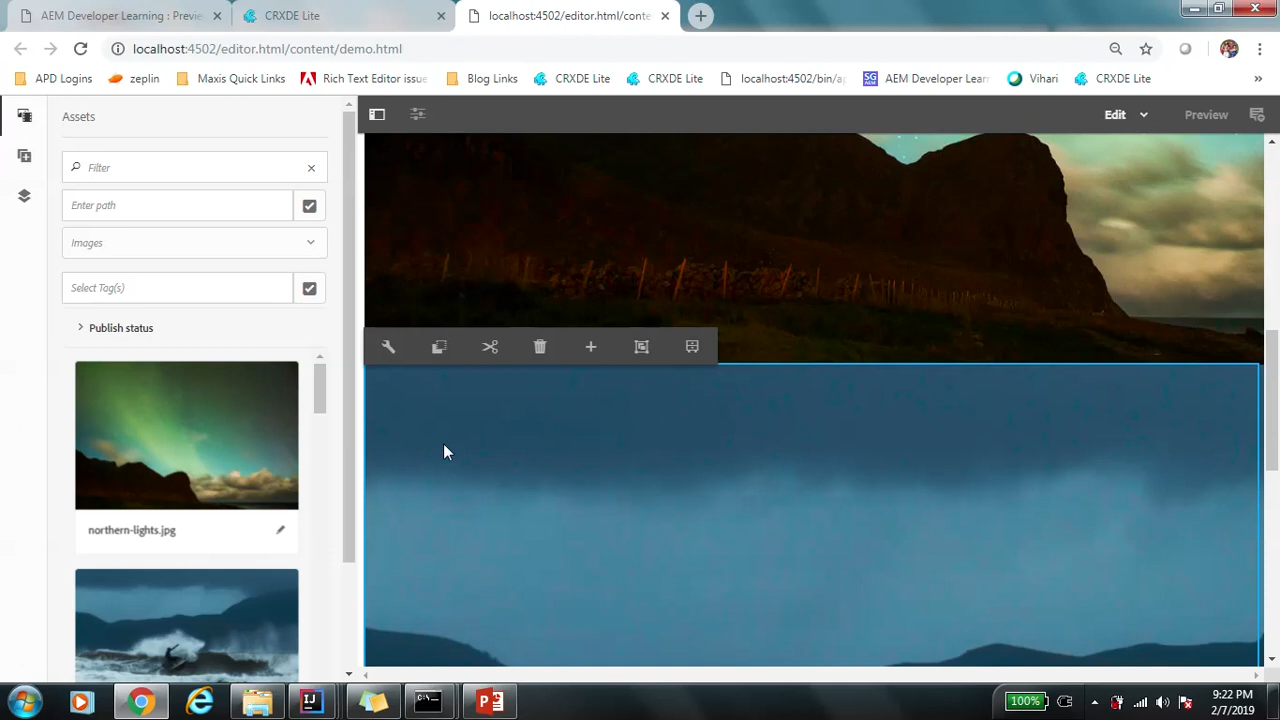 AEM Developer Learning : Previe
CRXDE Lite
localhost:4502/editor.html/conte
localhost:4502/editor.html/content/demo.html
APD Logins
zeplin
Maxis Quick Links
Rich Text Editor issue
Blog Links
CRXDE Lite
CRXDE Lite
localhost:4502/bin/ap
AEM Developer Learn
Vihari
CRXDE Lite
»
Assets
Edit
Preview
Filter
Enter path
Images
Select Tag(s)
Publish status
northern-lights.jpg
100%
9:22 PM
2/7/2019